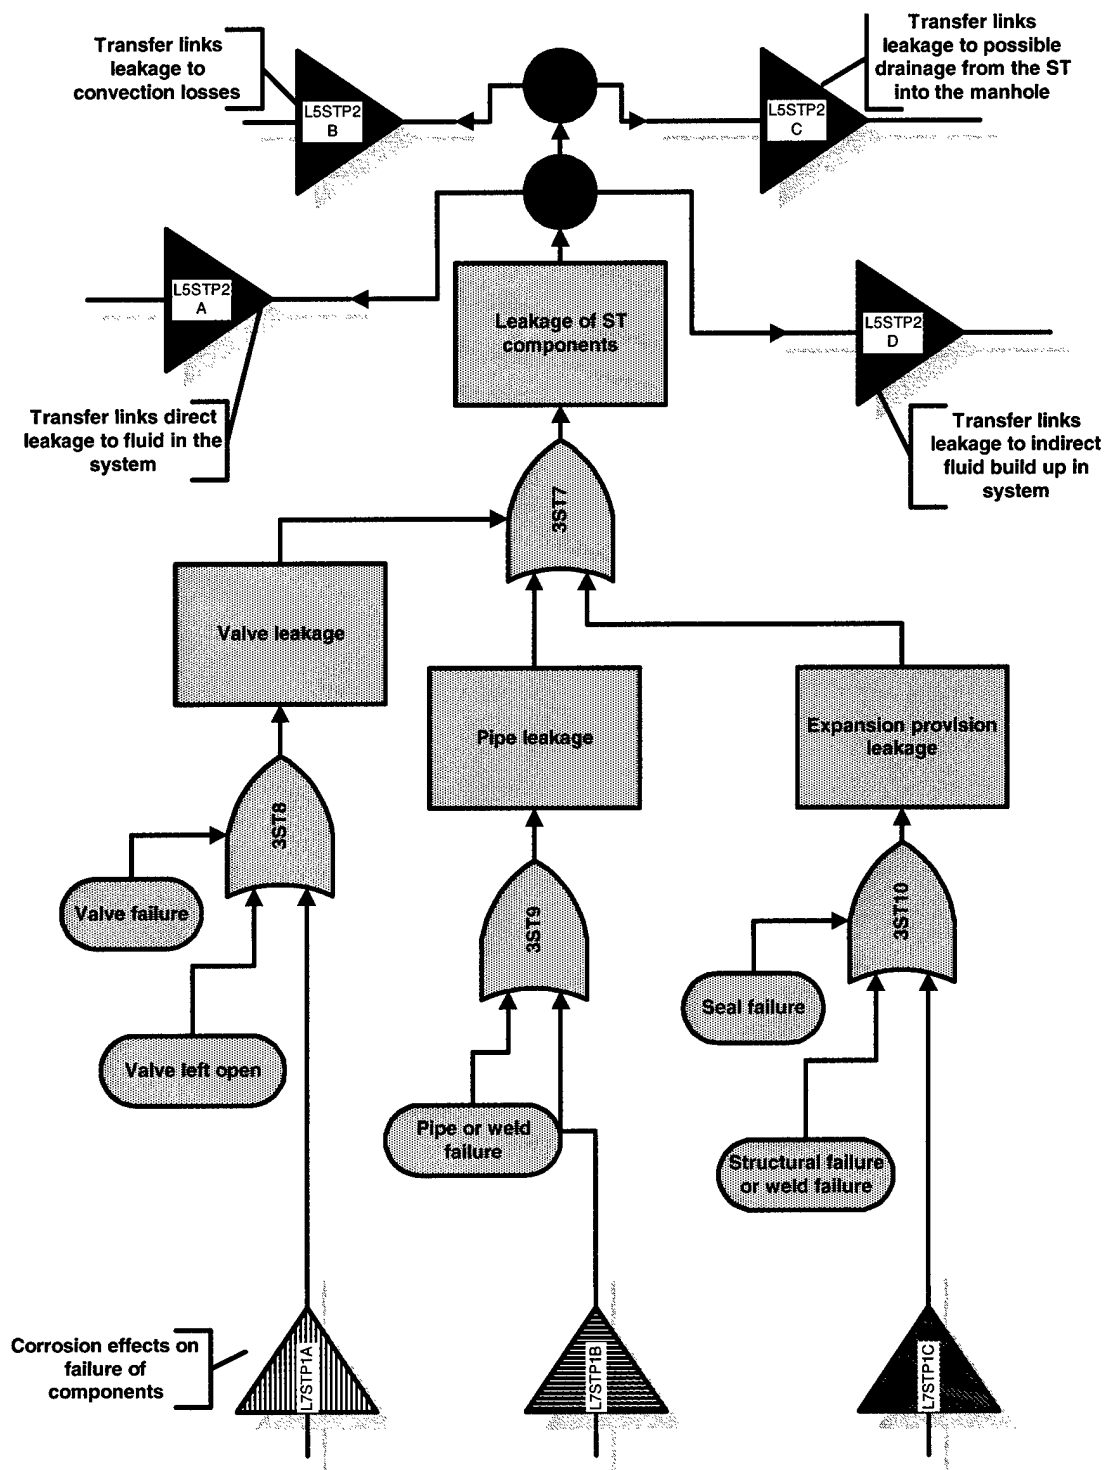 Transfer links
leakage to
convection losses
L5STP2
B
L5STP2
C
Transfer links
leakage to possible
drainage from the ST
into the manhole
L5STP2
A
Leakage of ST
components
L5STP2
D
Transfer links direct
leakage to fluid in the
system
Transfer links
leakage to indirect
fluid build up in
system
3ST7
Valve leakage
Pipe leakage
Expansion provision
leakage
3ST8
3ST9
3ST10
Valve failure
Seal failure
Valve left open
Pipe or weld
failure
Structural failure
or weld failure
Corrosion effects on
failure of
components
L7STP1A
L7STP1B
L7STP1C